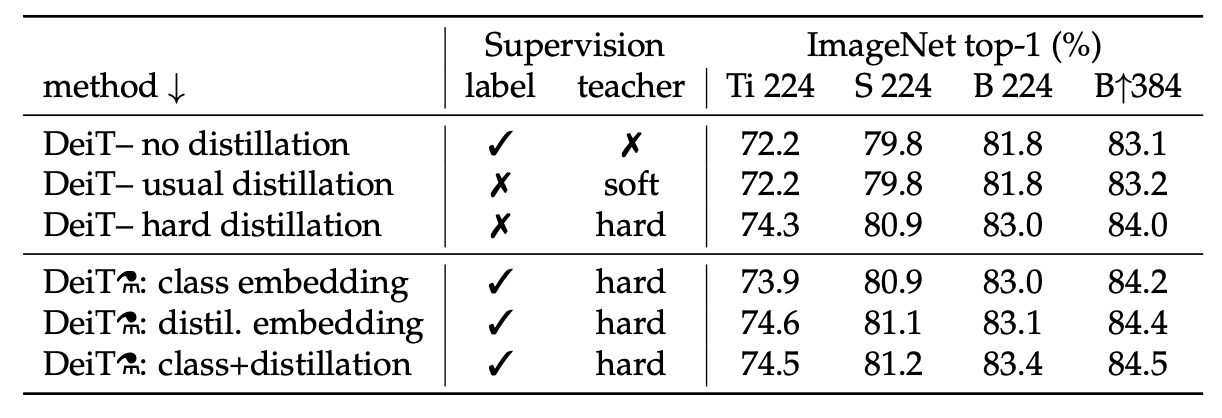 Supervision ImageNet top-1 (%)
method ↓ label teacher Ti 224 S 224 B 224 B↑384
DeiT– no distillation ✓ ✗ 72.2 79.8 81.8 83.1
DeiT– usual distillation ✗ soft 72.2 79.8 81.8 83.2
DeiT– hard distillation ✗ hard 74.3 80.9 83.0 84.0
DeiT⚗: class embedding ✓ hard 73.9 80.9 83.0 84.2
DeiT⚗: distil. embedding ✓ hard 74.6 81.1 83.1 84.4
DeiT⚗: class+distillation ✓ hard 74.5 81.2 83.4 84.5